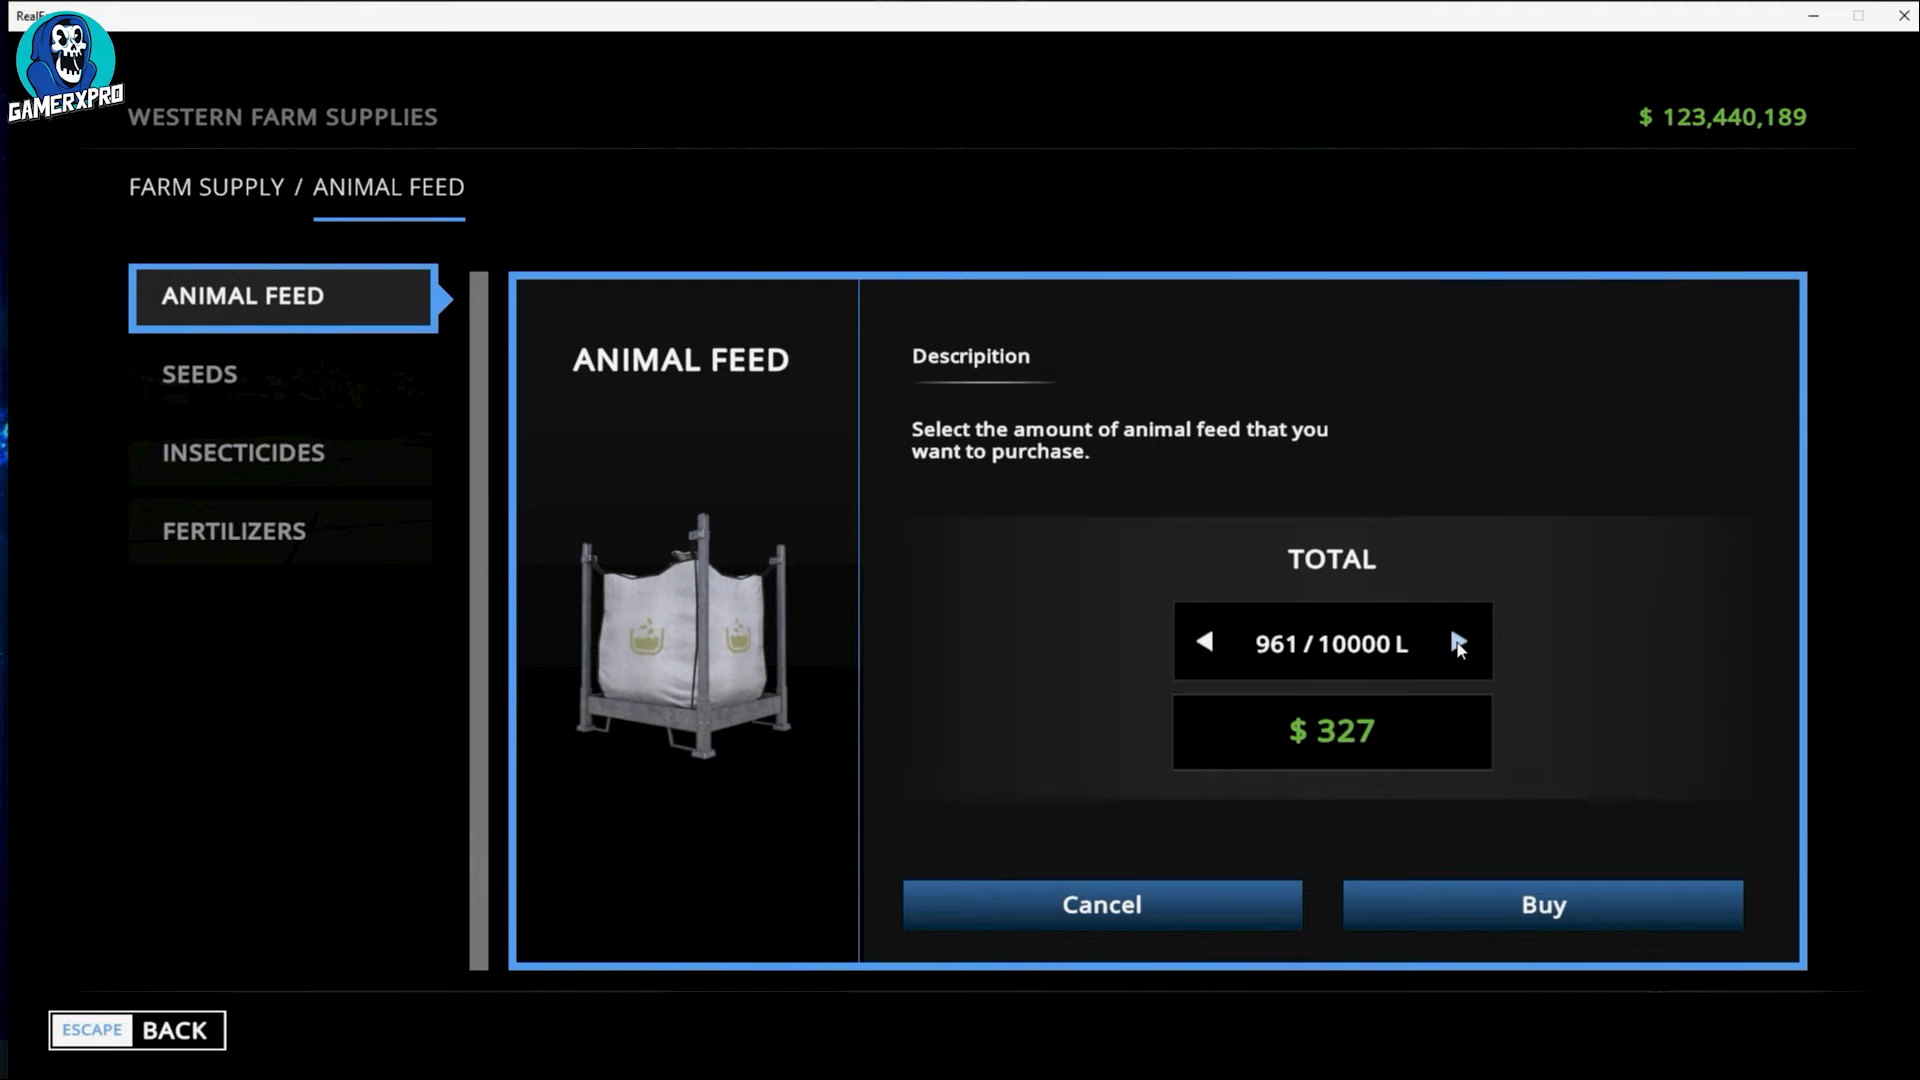 RealF
GAMERXPRO
WESTERN FARM SUPPLIES
$ 123,440,189
FARM SUPPLY / ANIMAL FEED
ANIMAL FEED
SEEDS
INSECTICIDES
FERTILIZERS
ANIMAL FEED
Descripition
Select the amount of animal feed that you
want to purchase.
TOTAL
961 / 10000 L
$ 327
Cancel
Buy
ESCAPE BACK